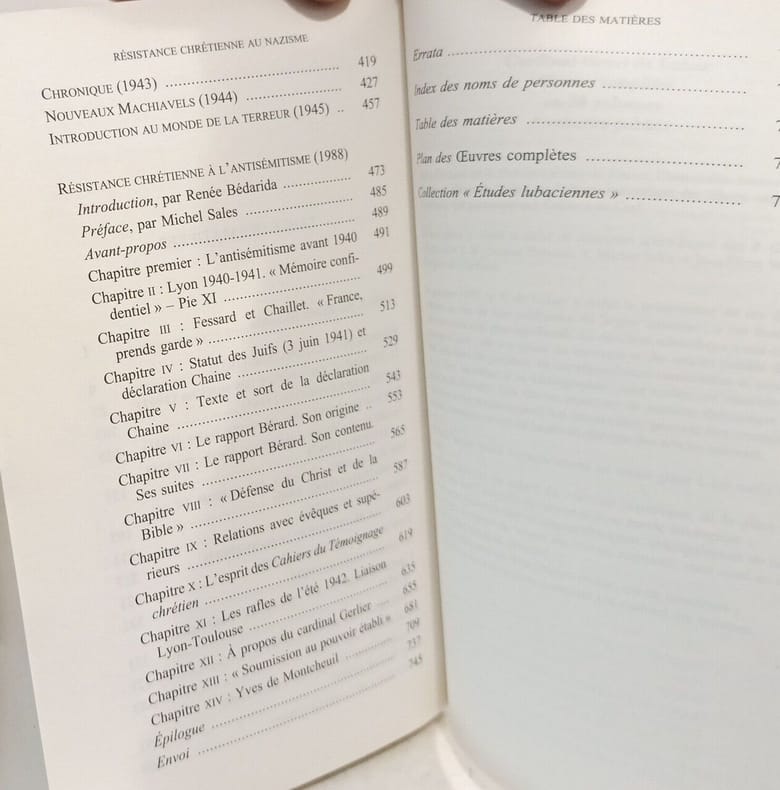 RÉSISTANCE CHRÉTIENNE AU NAZISME
CHRONIQUE (1943) ........ 419
NOUVEAUX MACHIAVELS (1944) ........ 427
INTRODUCTION AU MONDE DE LA TERREUR (1945) .. 457
RÉSISTANCE CHRÉTIENNE À L'ANTISÉMITISME (1988)
Introduction, par Renée Bédarida ........ 473
Préface, par Michel Sales ........ 485
Avant-propos ........ 489
Chapitre premier : L'antisémitisme avant 1940 491
Chapitre II : Lyon 1940-1941. « Mémoire confi-
dentiel » – Pie XI ........ 499
Chapitre III : Fessard et Chaillet. « France,
prends garde » ........ 513
Chapitre IV : Statut des Juifs (3 juin 1941) et
déclaration Chaine ........ 529
Chapitre V : Texte et sort de la déclaration
Chaine ........ 543
Chapitre VI : Le rapport Bérard. Son origine .. 553
Chapitre VII : Le rapport Bérard. Son contenu.
Ses suites ........ 565
Chapitre VIII : « Défense du Christ et de la
Bible » ........ 587
Chapitre IX : Relations avec évêques et supé-
rieurs ........ 603
Chapitre X : L'esprit des Cahiers du Témoignage
chrétien ........ 619
Chapitre XI : Les rafles de l'été 1942. Liaison
Lyon-Toulouse ........ 635
Chapitre XII : À propos du cardinal Gerlier .... 655
Chapitre XIII : « Soumission au pouvoir établi » 681
Chapitre XIV : Yves de Montcheuil ........ 709
Épilogue ........ 737
Envoi ........ 745
TABLE DES MATIÈRES
Errata ........
Index des noms de personnes ........
Table des matières ........
Plan des Œuvres complètes ........ 7
Collection « Études lubaciennes » ........ 7